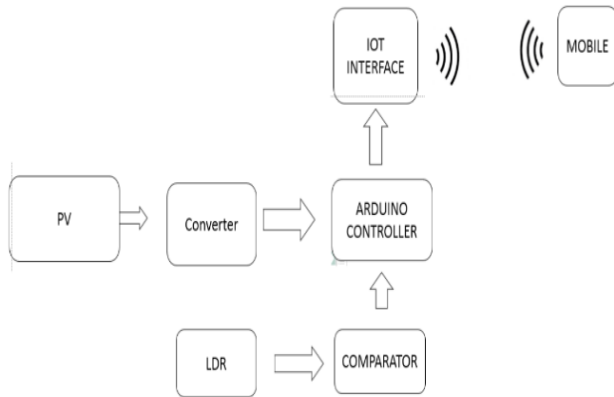 IOT
INTERFACE
MOBILE
PV
Converter
ARDUINO
CONTROLLER
LDR
COMPARATOR